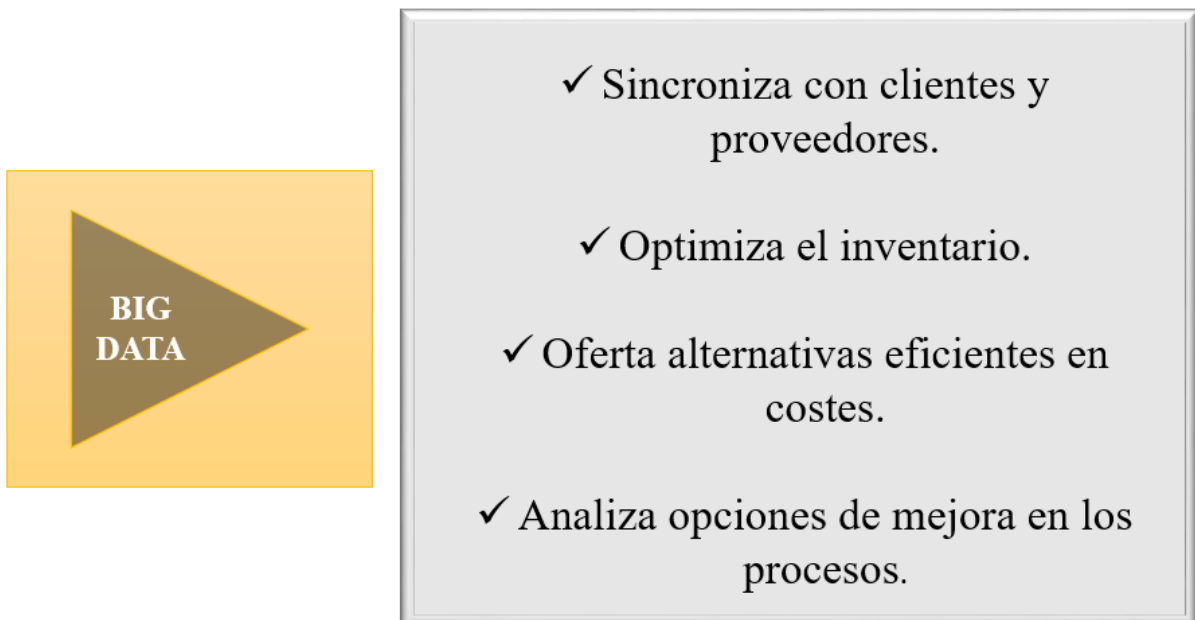 BIG
DATA
✓ Sincroniza con clientes y
proveedores.
✓ Optimiza el inventario.
✓ Oferta alternativas eficientes en
costes.
✓ Analiza opciones de mejora en los
procesos.